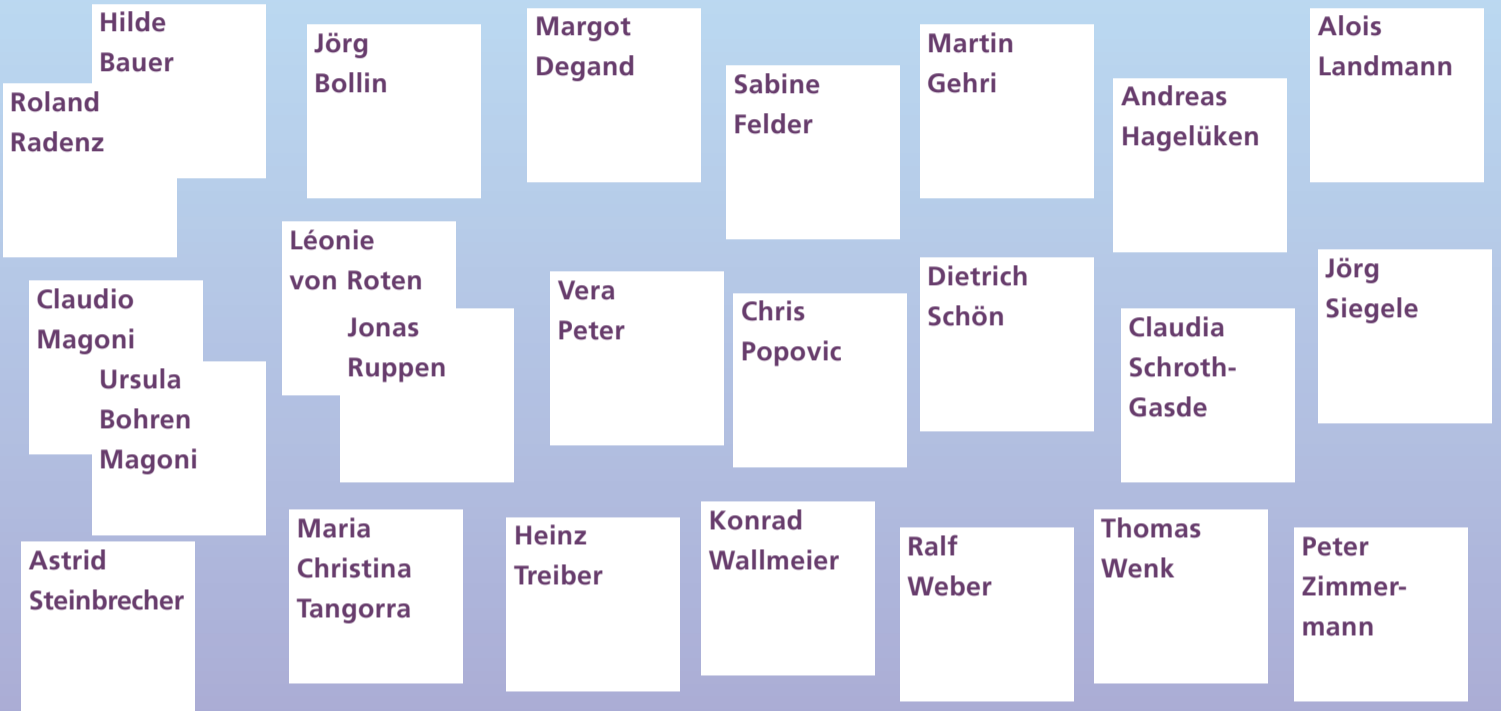 Hilde
Bauer
Roland
Radenz
Jörg
Bollin
Margot
Degand
Sabine
Felder
Martin
Gehri
Andreas
Hagelüken
Alois
Landmann
Claudio
Magoni
Ursula
Bohren
Magoni
Léonie
von Roten
Jonas
Ruppen
Vera
Peter
Chris
Popovic
Dietrich
Schön
Claudia
Schroth-
Gasde
Jörg
Siegele
Astrid
Steinbrecher
Maria
Christina
Tangorra
Heinz
Treiber
Konrad
Wallmeier
Ralf
Weber
Thomas
Wenk
Peter
Zimmer-
mann